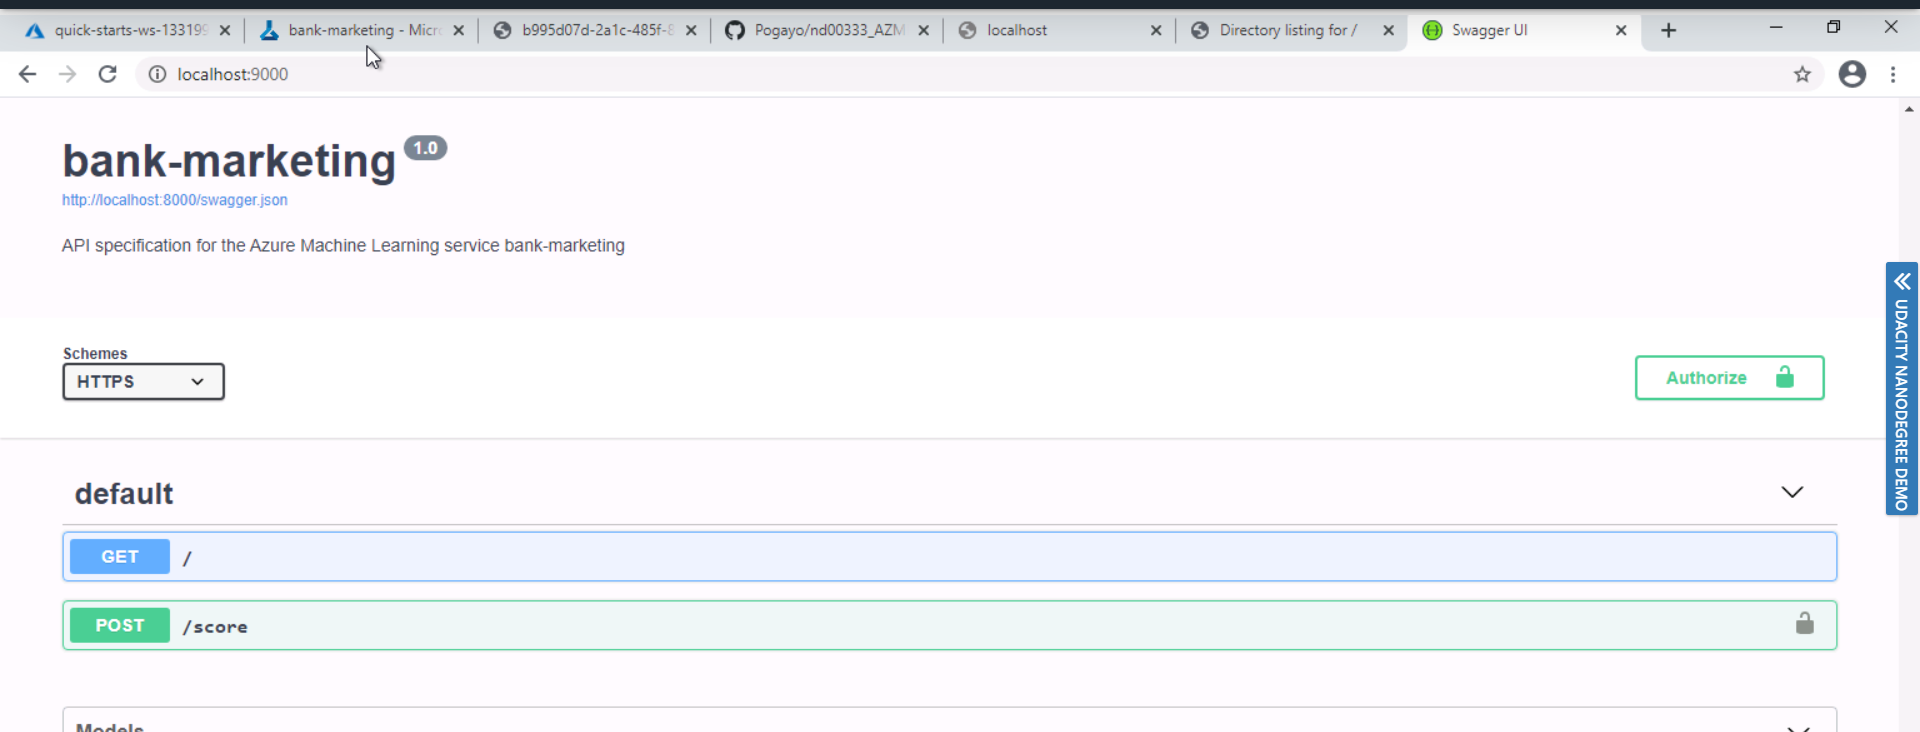 quick-starts-ws-133199
bank-marketing - Micr
b995d07d-2a1c-485f-8
Pogayo/nd00333_AZM
localhost
Directory listing for /
Swagger UI
localhost:9000
bank-marketing 1.0
http://localhost:8000/swagger.json
API specification for the Azure Machine Learning service bank-marketing
Schemes
HTTPS
Authorize
UDACITY NANODEGREE DEMO
default
GET /
POST /score
Models